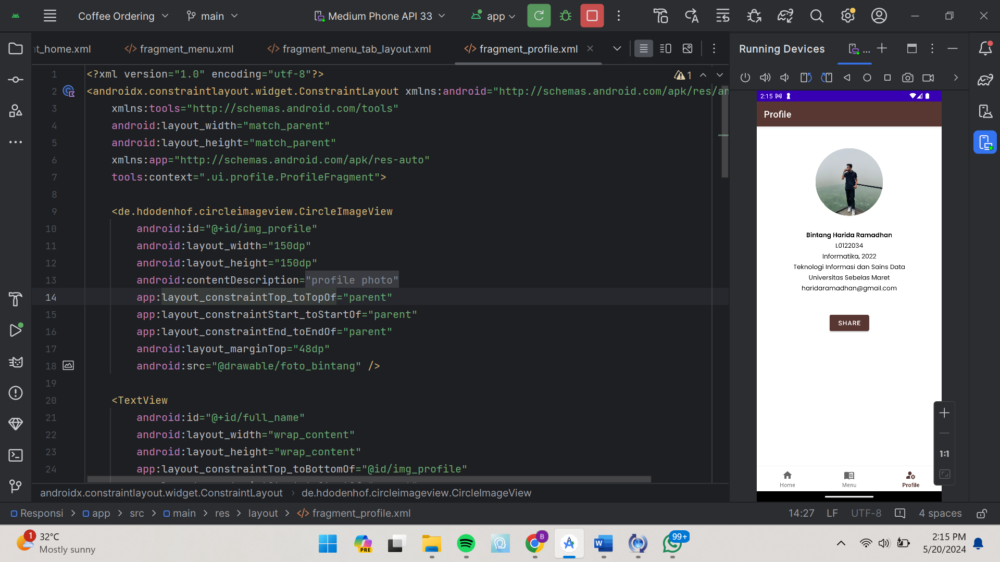 Coffee Ordering
main
Medium Phone API 33
app
nt_home.xml
</> fragment_menu.xml
</> fragment_menu_tab_layout.xml
</> fragment_profile.xml
Running Devices
...
1
1 <?xml version="1.0" encoding="utf-8"?>
2 <androidx.constraintlayout.widget.ConstraintLayout xmlns:android="http://schemas.android.com/apk/res/an
3 xmlns:tools="http://schemas.android.com/tools"
4 android:layout_width="match_parent"
5 android:layout_height="match_parent"
6 xmlns:app="http://schemas.android.com/apk/res-auto"
7 tools:context=".ui.profile.ProfileFragment">
8
9 <de.hdodenhof.circleimageview.CircleImageView
10 android:id="@+id/img_profile"
11 android:layout_width="150dp"
12 android:layout_height="150dp"
13 android:contentDescription="profile photo"
14 app:layout_constraintTop_toTopOf="parent"
15 app:layout_constraintStart_toStartOf="parent"
16 app:layout_constraintEnd_toEndOf="parent"
17 android:layout_marginTop="48dp"
18 android:src="@drawable/foto_bintang" />
19
20 <TextView
21 android:id="@+id/full_name"
22 android:layout_width="wrap_content"
23 android:layout_height="wrap_content"
24 app:layout_constraintTop_toBottomOf="@id/img_profile"
androidx.constraintlayout.widget.ConstraintLayout › de.hdodenhof.circleimageview.CircleImageView
Responsi > app > src > main > res > layout > </> fragment_profile.xml
14:27 LF UTF-8 4 spaces
2:15
Profile
Bintang Harida Ramadhan
L0122034
Informatika, 2022
Teknologi Informasi dan Sains Data
Universitas Sebelas Maret
haridaramadhan@gmail.com
SHARE
1:1
Home
Menu
Profile
1
32°C
Mostly sunny
PRE
B
W
99+
2:15 PM
5/20/2024